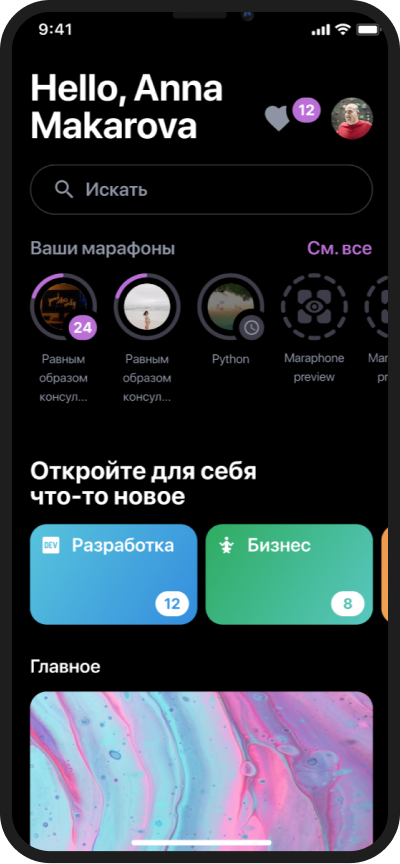 9:41
Hello, Anna
Makarova
12
Искать
Ваши марафоны
См. все
24
Равным
образом
консул...
Равным
образом
консул...
Python
Maraphone
preview
Mar
pr
Откройте для себя
что-то новое
DEV
Разработка
12
Бизнес
8
Главное